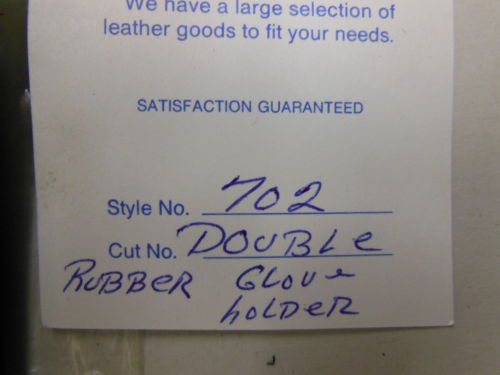 We have a large selection of
leather goods to fit your needs.
SATISFACTION GUARANTEED
Style No. 702
Cut No. DOUBLe
RUBBeR GLOVe
hOLDeR